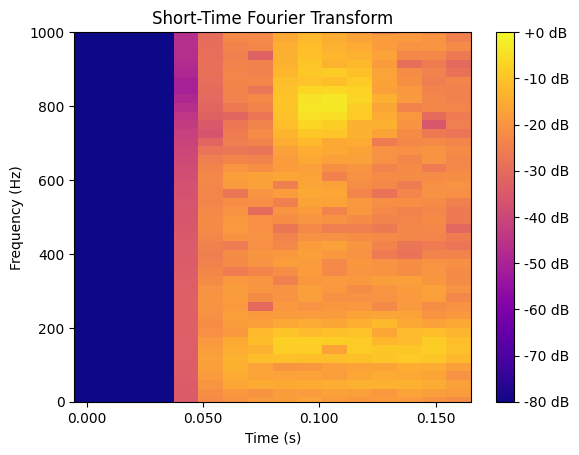 Short-Time Fourier Transform
Frequency (Hz)
1000
800
600
400
200
0
0.000
0.050
0.100
0.150
Time (s)
+0 dB
-10 dB
-20 dB
-30 dB
-40 dB
-50 dB
-60 dB
-70 dB
-80 dB